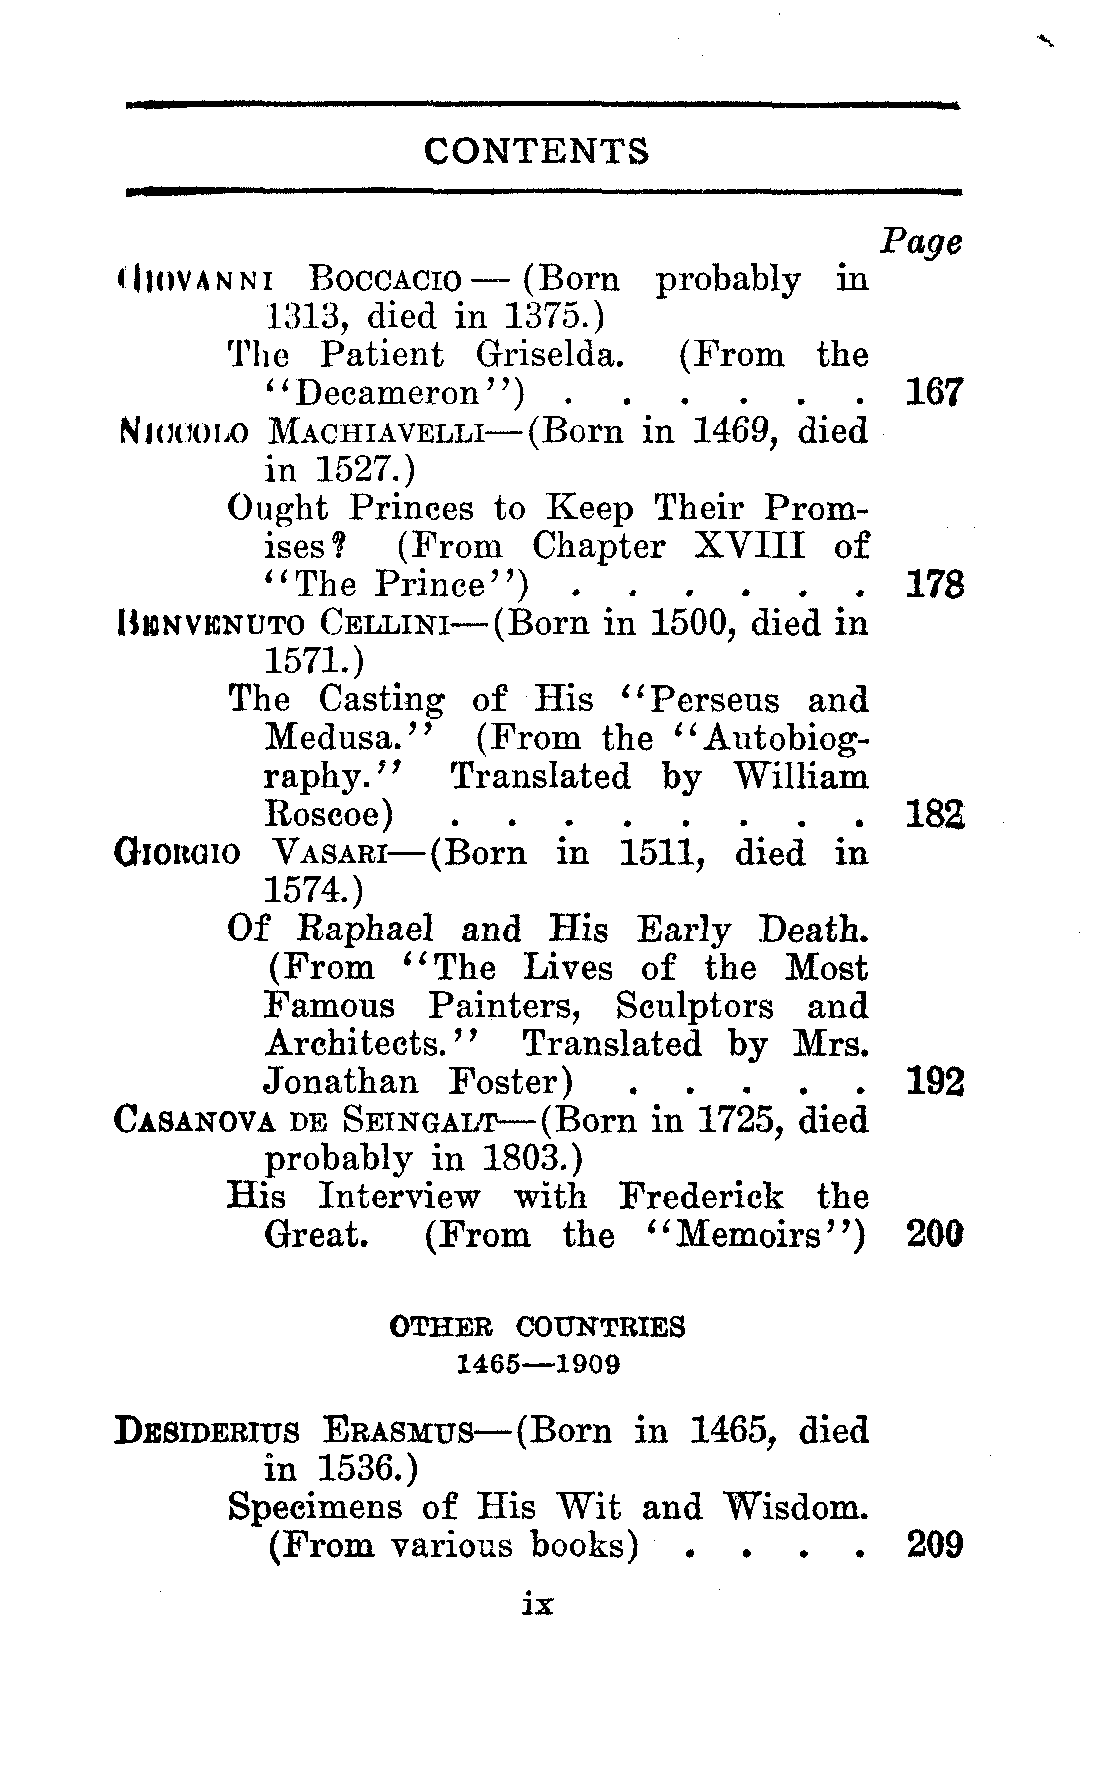 CONTENTS
Page
GIOVANNI BOCCACIO — (Born probably in
1313, died in 1375.)
The Patient Griselda. (From the
"Decameron") . . . . . . 167
NICCOLO MACHIAVELLI—(Born in 1469, died
in 1527.)
Ought Princes to Keep Their Prom-
ises? (From Chapter XVIII of
"The Prince") . . . . . . 178
BENVENUTO CELLINI—(Born in 1500, died in
1571.)
The Casting of His "Perseus and
Medusa." (From the "Autobiog-
raphy." Translated by William
Roscoe) . . . . . . . . 182
GIORGIO VASARI—(Born in 1511, died in
1574.)
Of Raphael and His Early Death.
(From "The Lives of the Most
Famous Painters, Sculptors and
Architects." Translated by Mrs.
Jonathan Foster) . . . . . 192
CASANOVA DE SEINGALT—(Born in 1725, died
probably in 1803.)
His Interview with Frederick the
Great. (From the "Memoirs") 200
OTHER COUNTRIES
1465—1909
DESIDERIUS ERASMUS—(Born in 1465, died
in 1536.)
Specimens of His Wit and Wisdom.
(From various books) . . . . 209
ix